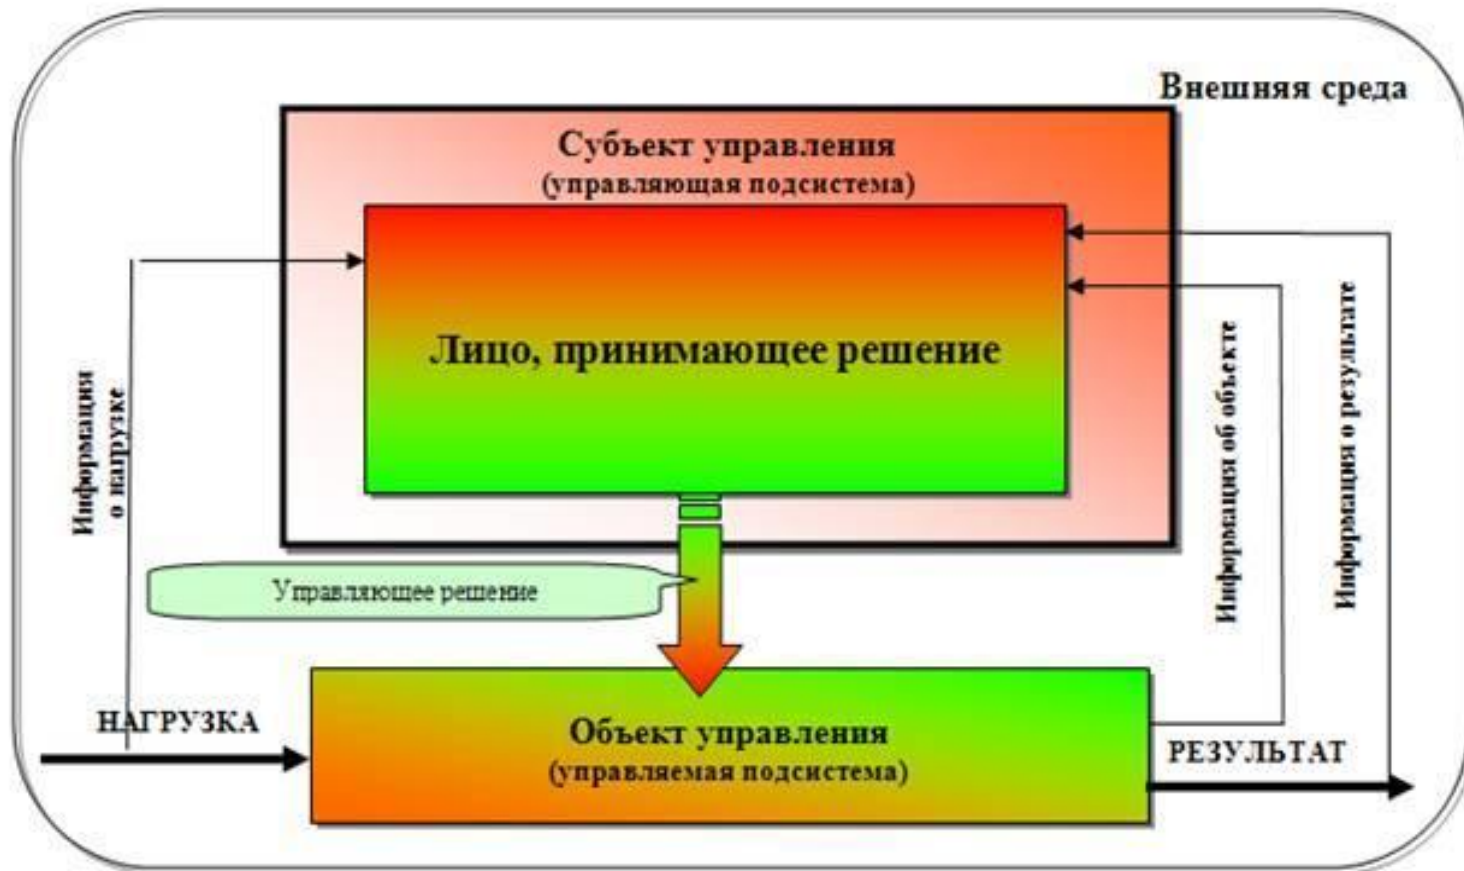 Внешняя среда
Субъект управления
(управляющая подсистема)
Лицо, принимающее решение
Информация
о нагрузке
Информация об объекте
Информация о результате
Управляющее решение
НАГРУЗКА
Объект управления
(управляемая подсистема)
РЕЗУЛЬТАТ